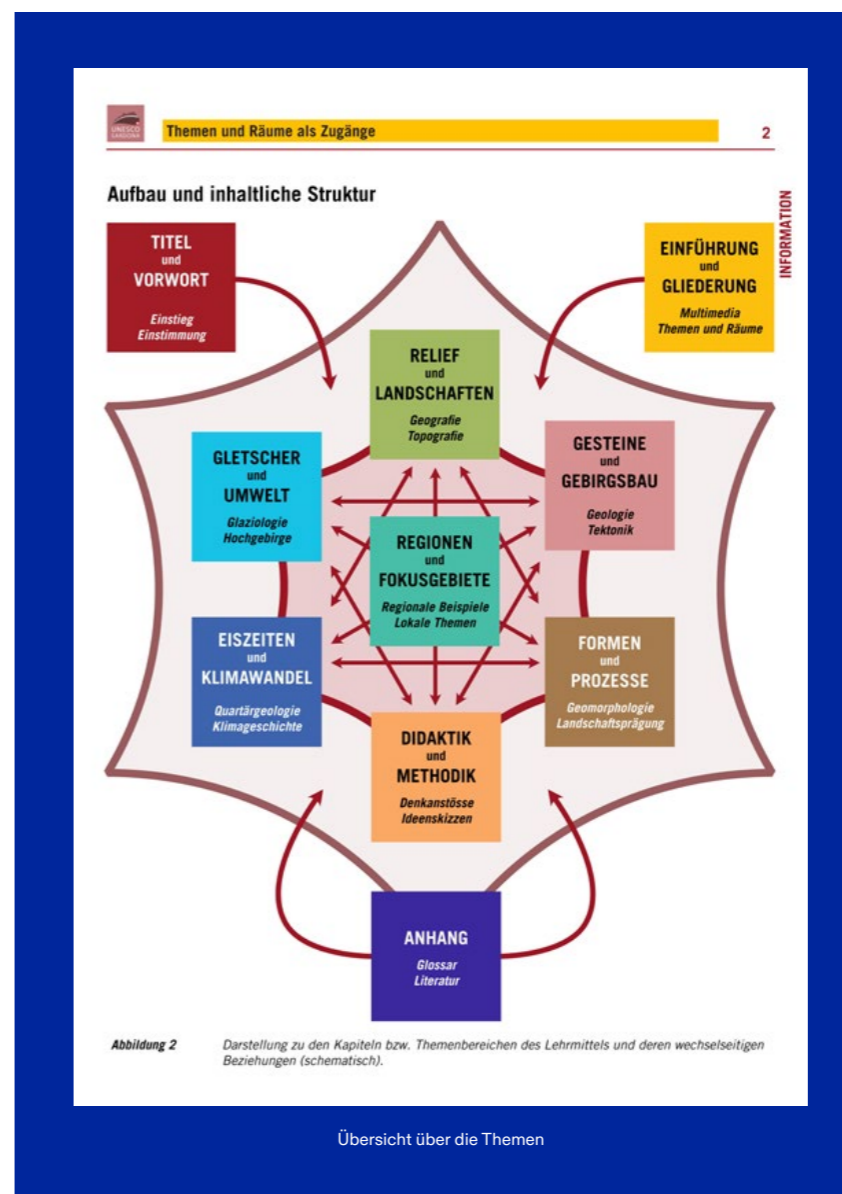 UNESCO
SARDONA
Themen und Räume als Zugänge
2
Aufbau und inhaltliche Struktur
INFORMATION
TITEL
und
VORWORT
Einstieg
Einstimmung
EINFÜHRUNG
und
GLIEDERUNG
Multimedia
Themen und Räume
RELIEF
und
LANDSCHAFTEN
Geografie
Topografie
GLETSCHER
und
UMWELT
Glaziologie
Hochgebirge
GESTEINE
und
GEBIRGSBAU
Geologie
Tektonik
REGIONEN
und
FOKUSGEBIETE
Regionale Beispiele
Lokale Themen
EISZEITEN
und
KLIMAWANDEL
Quartärgeologie
Klimageschichte
FORMEN
und
PROZESSE
Geomorphologie
Landschaftsprägung
DIDAKTIK
und
METHODIK
Denkanstösse
Ideenskizzen
ANHANG
Glossar
Literatur
Abbildung 2 Darstellung zu den Kapiteln bzw. Themenbereichen des Lehrmittels und deren wechselseitigen
Beziehungen (schematisch).
Übersicht über die Themen